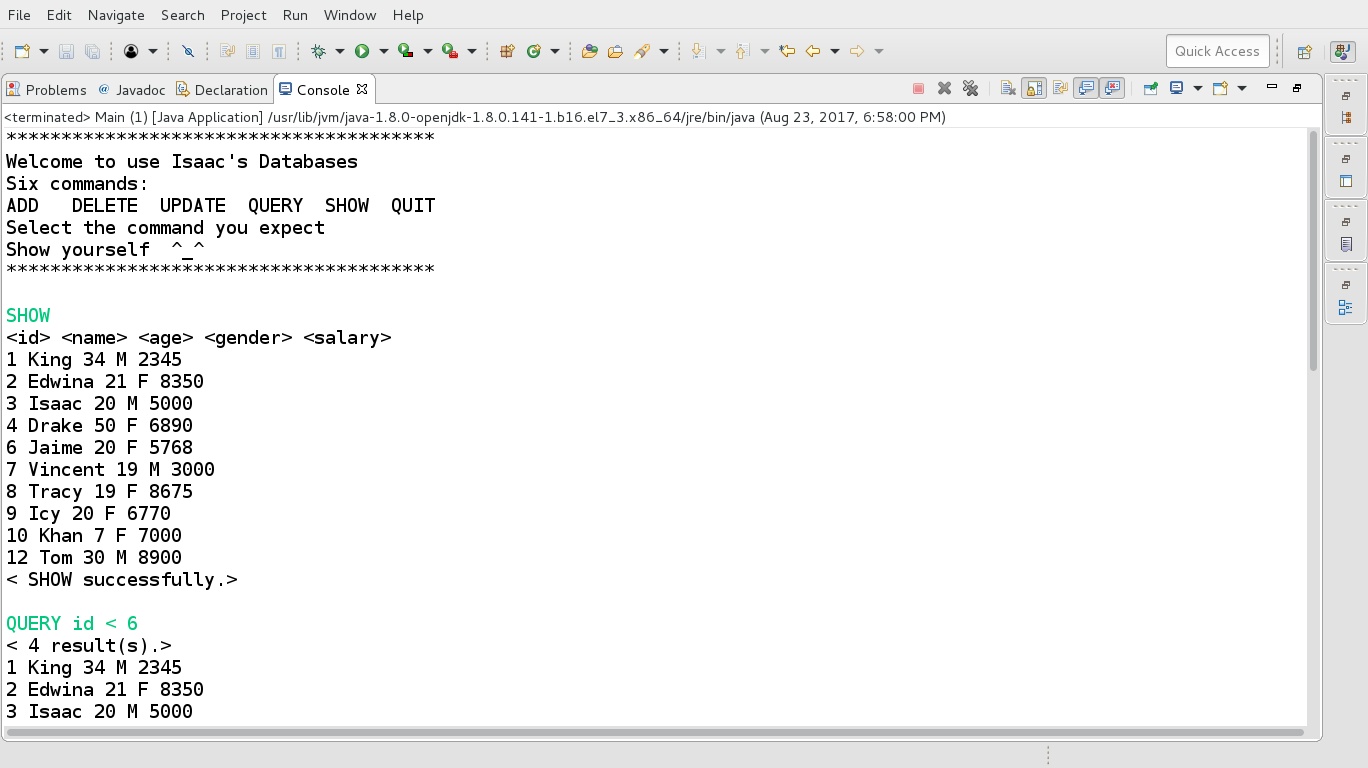 File Edit Navigate Search Project Run Window Help
Quick Access
Problems @ Javadoc Declaration Console
<terminated> Main (1) [Java Application] /usr/lib/jvm/java-1.8.0-openjdk-1.8.0.141-1.b16.el7_3.x86_64/jre/bin/java (Aug 23, 2017, 6:58:00 PM)
***************************************
Welcome to use Isaac's Databases
Six commands:
ADD   DELETE  UPDATE  QUERY  SHOW  QUIT
Select the command you expect
Show yourself  ^_^
***************************************
SHOW
<id> <name> <age> <gender> <salary>
1 King 34 M 2345
2 Edwina 21 F 8350
3 Isaac 20 M 5000
4 Drake 50 F 6890
6 Jaime 20 F 5768
7 Vincent 19 M 3000
8 Tracy 19 F 8675
9 Icy 20 F 6770
10 Khan 7 F 7000
12 Tom 30 M 8900
< SHOW successfully.>
QUERY id < 6
< 4 result(s).>
1 King 34 M 2345
2 Edwina 21 F 8350
3 Isaac 20 M 5000